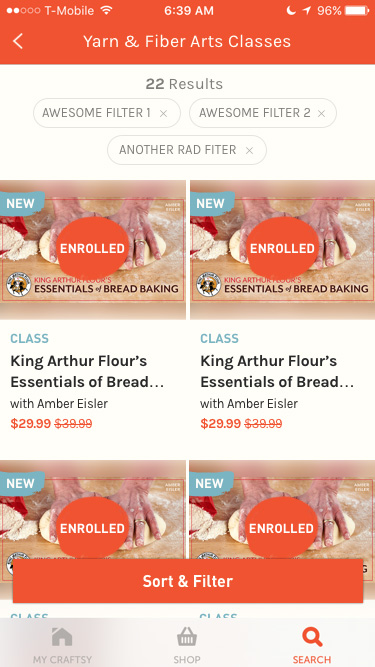 T-Mobile 6:39 AM 96%
Yarn & Fiber Arts Classes
22 Results
AWESOME FILTER 1 × AWESOME FILTER 2 ×
ANOTHER RAD FITER ×
NEW AMBER EISLER NEW AMBER EISLER
ENROLLED ENROLLED
KING ARTHUR FLOUR'S KING ARTHUR FLOUR'S
ESSENTIALS of BREAD BAKING ESSENTIALS of BREAD BAKING
CLASS CLASS
King Arthur Flour's King Arthur Flour's
Essentials of Bread... Essentials of Bread...
with Amber Eisler with Amber Eisler
$29.99 $39.99 $29.99 $39.99
NEW AMBER EISLER NEW AMBER EISLER
ENROLLED ENROLLED
Sort & Filter
CLASS CLASS
MY CRAFTSY SHOP SEARCH